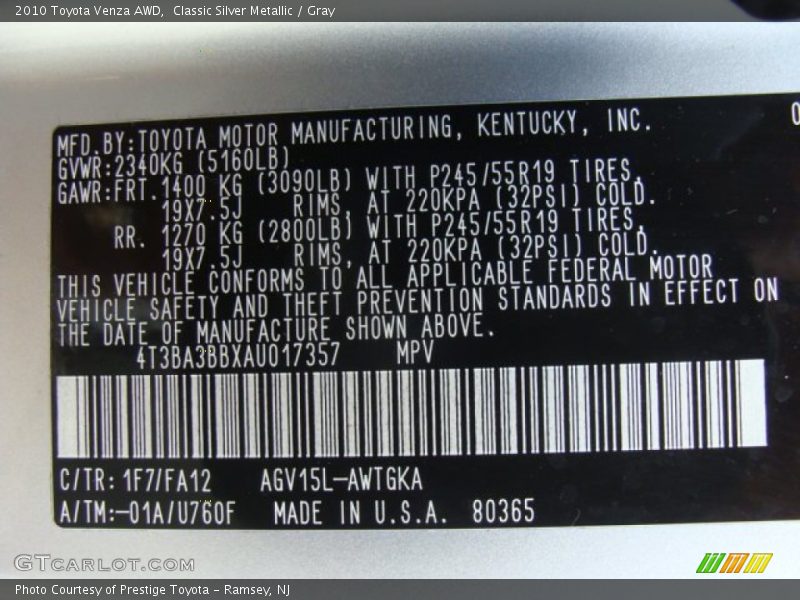 2010 Toyota Venza AWD,  Classic Silver Metallic / Gray
MFD.BY:TOYOTA MOTOR MANUFACTURING, KENTUCKY, INC.
GVWR:2340KG (5160LB)
GAWR:FRT.1400 KG (3090LB) WITH P245/55R19 TIRES,
19X7.5J RIMS, AT 220KPA (32PSI) COLD.
RR. 1270 KG (2800LB) WITH P245/55R19 TIRES,
19X7.5J RIMS, AT 220KPA (32PSI) COLD.
THIS VEHICLE CONFORMS TO ALL APPLICABLE FEDERAL MOTOR
VEHICLE SAFETY AND THEFT PREVENTION STANDARDS IN EFFECT ON
THE DATE OF MANUFACTURE SHOWN ABOVE.
4T3BA3BBXAU017357 MPV
C/TR: 1F7/FA12 AGV15L-AWTGKA
A/TM:-01A/U760F MADE IN U.S.A. 80365
GTCARLOT.COM
Photo Courtesy of Prestige Toyota - Ramsey, NJ